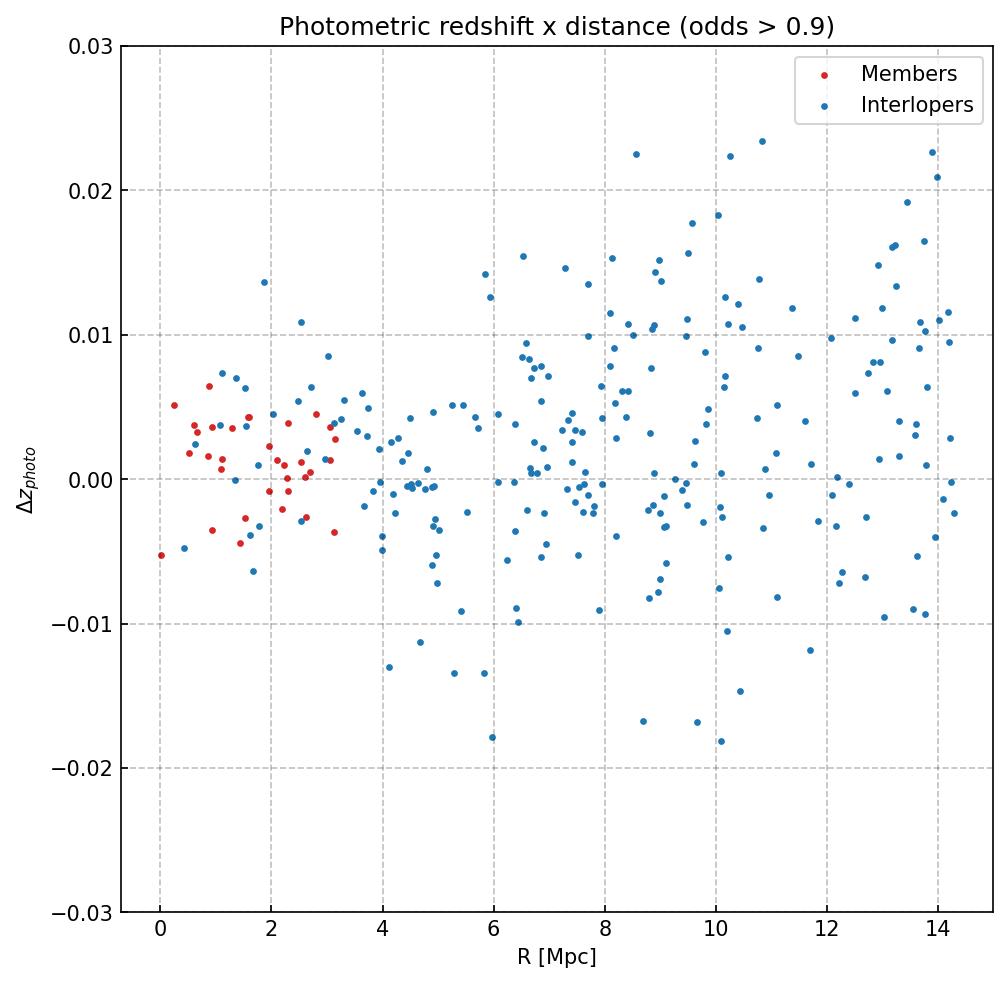 Photometric redshift x distance (odds > 0.9)
Members
Interlopers
0.03
0.02
0.01
0.00
−0.01
−0.02
−0.03
Δz_photo
0 2 4 6 8 10 12 14
R [Mpc]